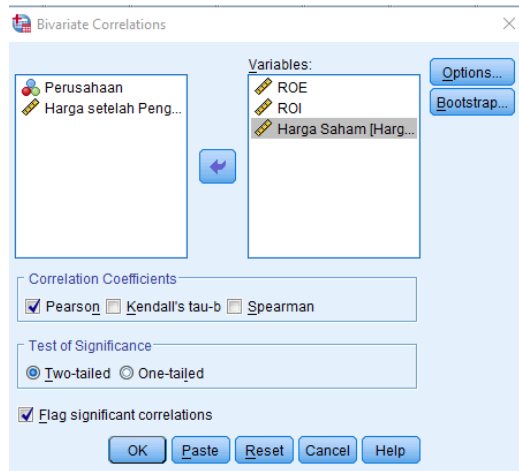 Bivariate Correlations
Perusahaan
Harga setelah Peng...
Variables:
ROE
ROI
Harga Saham [Harg...
Options...
Bootstrap...
Correlation Coefficients
Pearson Kendall's tau-b Spearman
Test of Significance
Two-tailed One-tailed
Flag significant correlations
OK Paste Reset Cancel Help